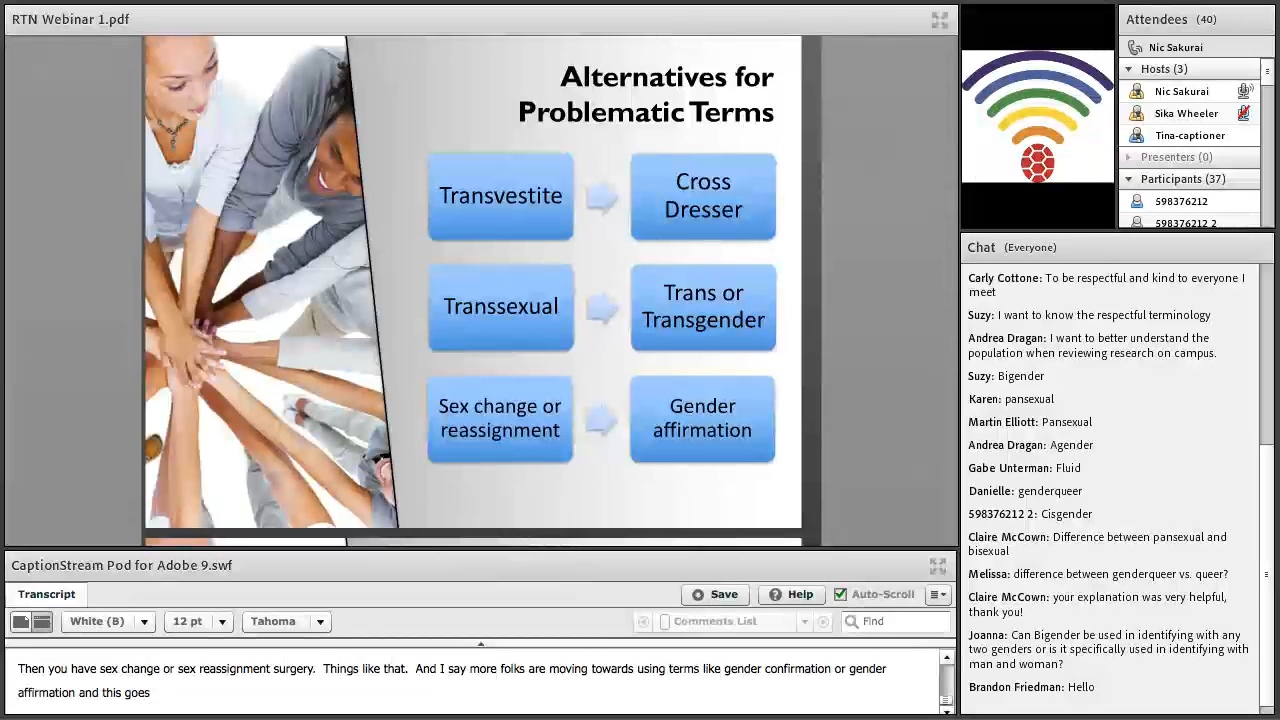 RTN Webinar 1.pdf
Alternatives for
Problematic Terms
Transvestite
Cross
Dresser
Transsexual
Trans or
Transgender
Sex change or
reassignment
Gender
affirmation
CaptionStream Pod for Adobe 9.swf
Transcript
Save
Help
Auto-Scroll
White (B)
12 pt
Tahoma
Comments List
Find
Then you have sex change or sex reassignment surgery.  Things like that.  And I say more folks are moving towards using terms like gender confirmation or gender
affirmation and this goes
Attendees (40)
Nic Sakurai
Hosts (3)
Nic Sakurai
Sika Wheeler
Tina-captioner
Presenters (0)
Participants (37)
598376212
598376212 2
Chat (Everyone)
Carly Cottone: To be respectful and kind to everyone I
meet
Suzy: I want to know the respectful terminology
Andrea Dragan: I want to better understand the
population when reviewing research on campus.
Suzy: Bigender
Karen: pansexual
Martin Elliott: Pansexual
Andrea Dragan: Agender
Gabe Unterman: Fluid
Danielle: genderqueer
598376212 2: Cisgender
Claire McCown: Difference between pansexual and
bisexual
Melissa: difference between genderqueer vs. queer?
Claire McCown: your explanation was very helpful,
thank you!
Joanna: Can Bigender be used in identifying with any
two genders or is it specifically used in identifying with
man and woman?
Brandon Friedman: Hello